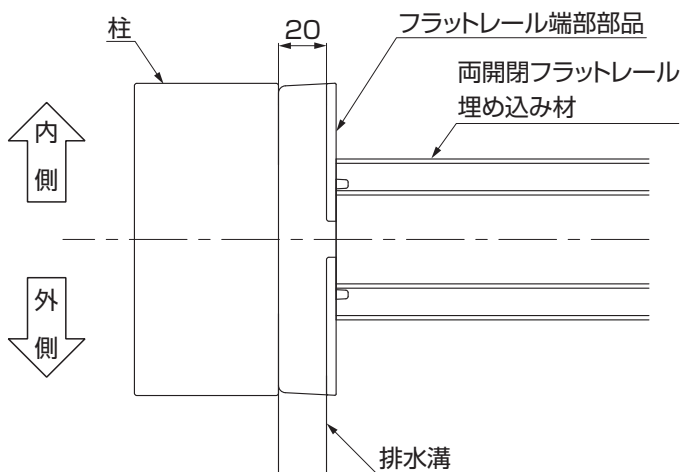 柱
20
フラットレール端部部品
両開閉フラットレール
埋め込み材
内側
外側
排水溝